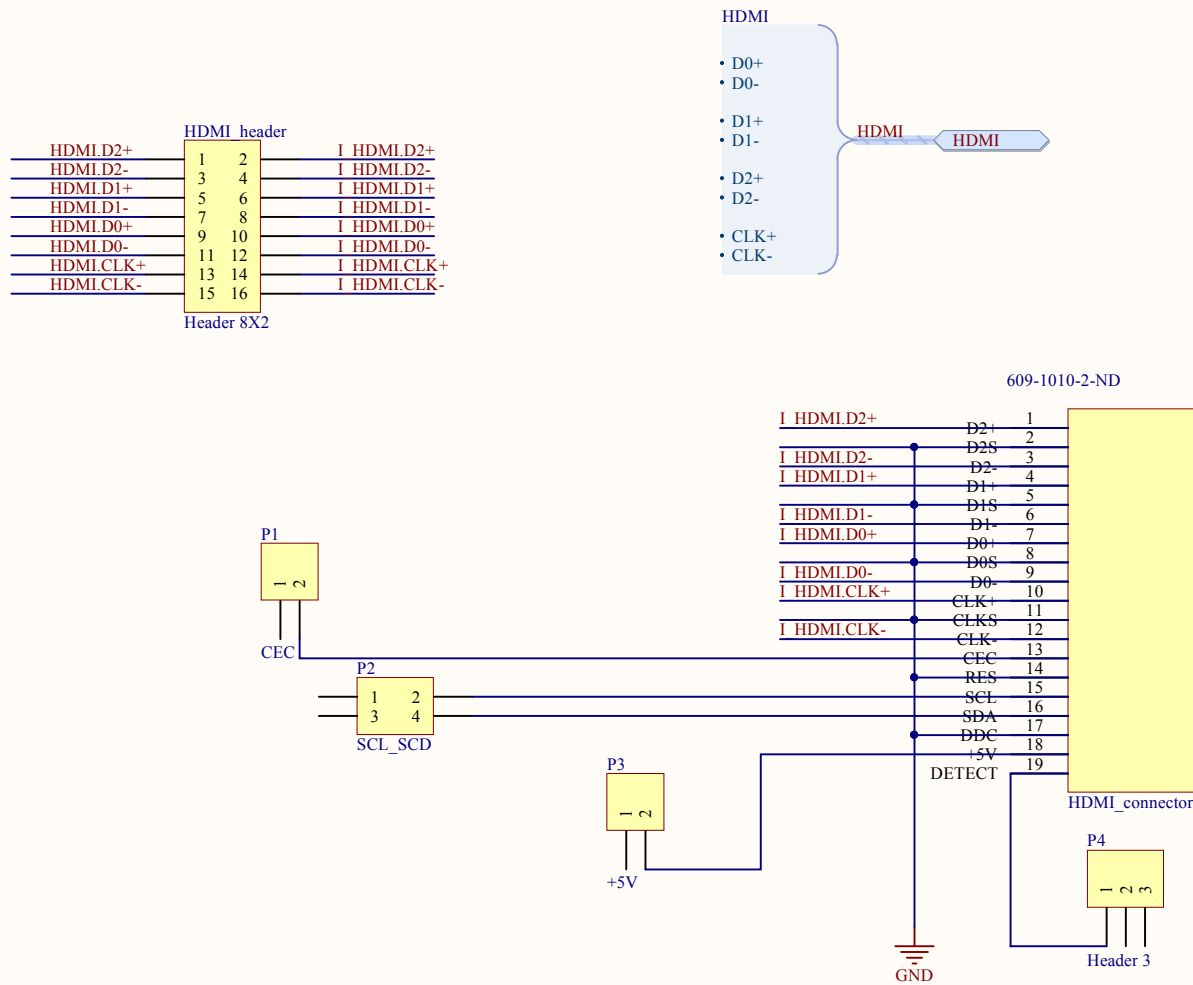 HDMI
D0+
D0-
D1+
D1-
D2+
D2-
CLK+
CLK-
HDMI
HDMI
HDMI_header
HDMI.D2+ 1 2 I_HDMI.D2+
HDMI.D2- 3 4 I_HDMI.D2-
HDMI.D1+ 5 6 I_HDMI.D1+
HDMI.D1- 7 8 I_HDMI.D1-
HDMI.D0+ 9 10 I_HDMI.D0+
HDMI.D0- 11 12 I_HDMI.D0-
HDMI.CLK+ 13 14 I_HDMI.CLK+
HDMI.CLK- 15 16 I_HDMI.CLK-
Header 8X2
609-1010-2-ND
I_HDMI.D2+ D2+ 1
D2S 2
I_HDMI.D2- D2- 3
I_HDMI.D1+ D1+ 4
D1S 5
I_HDMI.D1- D1- 6
I_HDMI.D0+ D0+ 7
D0S 8
I_HDMI.D0- D0- 9
I_HDMI.CLK+ CLK+ 10
CLKS 11
I_HDMI.CLK- CLK- 12
CEC 13
RES 14
SCL 15
SDA 16
DDC 17
+5V 18
DETECT 19
HDMI_connector
P1
1 2
CEC
P2
1 2
3 4
SCL_SCD
P3
1 2
+5V
P4
1 2 3
Header 3
GND